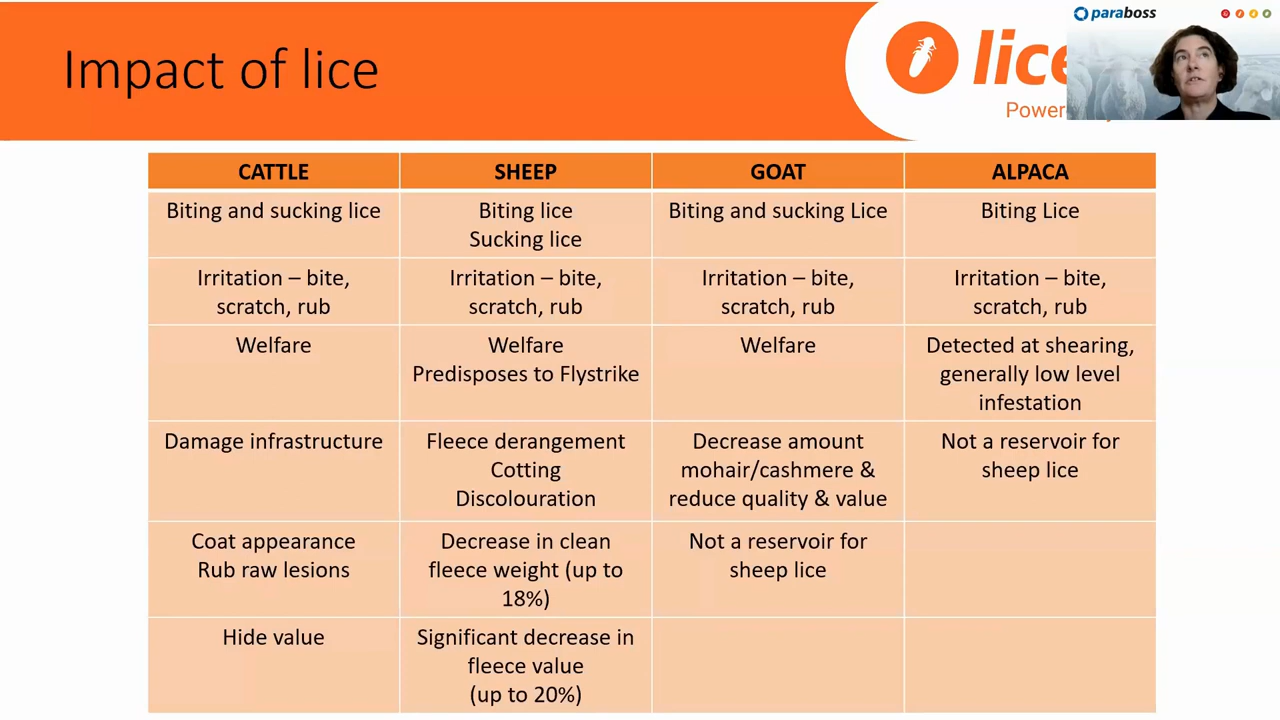 Impact of lice
lice
Power
paraboss
CATTLE
SHEEP
GOAT
ALPACA
Biting and sucking lice
Biting lice
Sucking lice
Biting and sucking Lice
Biting Lice
Irritation – bite,
scratch, rub
Irritation – bite,
scratch, rub
Irritation – bite,
scratch, rub
Irritation – bite,
scratch, rub
Welfare
Welfare
Predisposes to Flystrike
Welfare
Detected at shearing,
generally low level
infestation
Damage infrastructure
Fleece derangement
Cotting
Discolouration
Decrease amount
mohair/cashmere &
reduce quality & value
Not a reservoir for
sheep lice
Coat appearance
Rub raw lesions
Decrease in clean
fleece weight (up to
18%)
Not a reservoir for
sheep lice
Hide value
Significant decrease in
fleece value
(up to 20%)